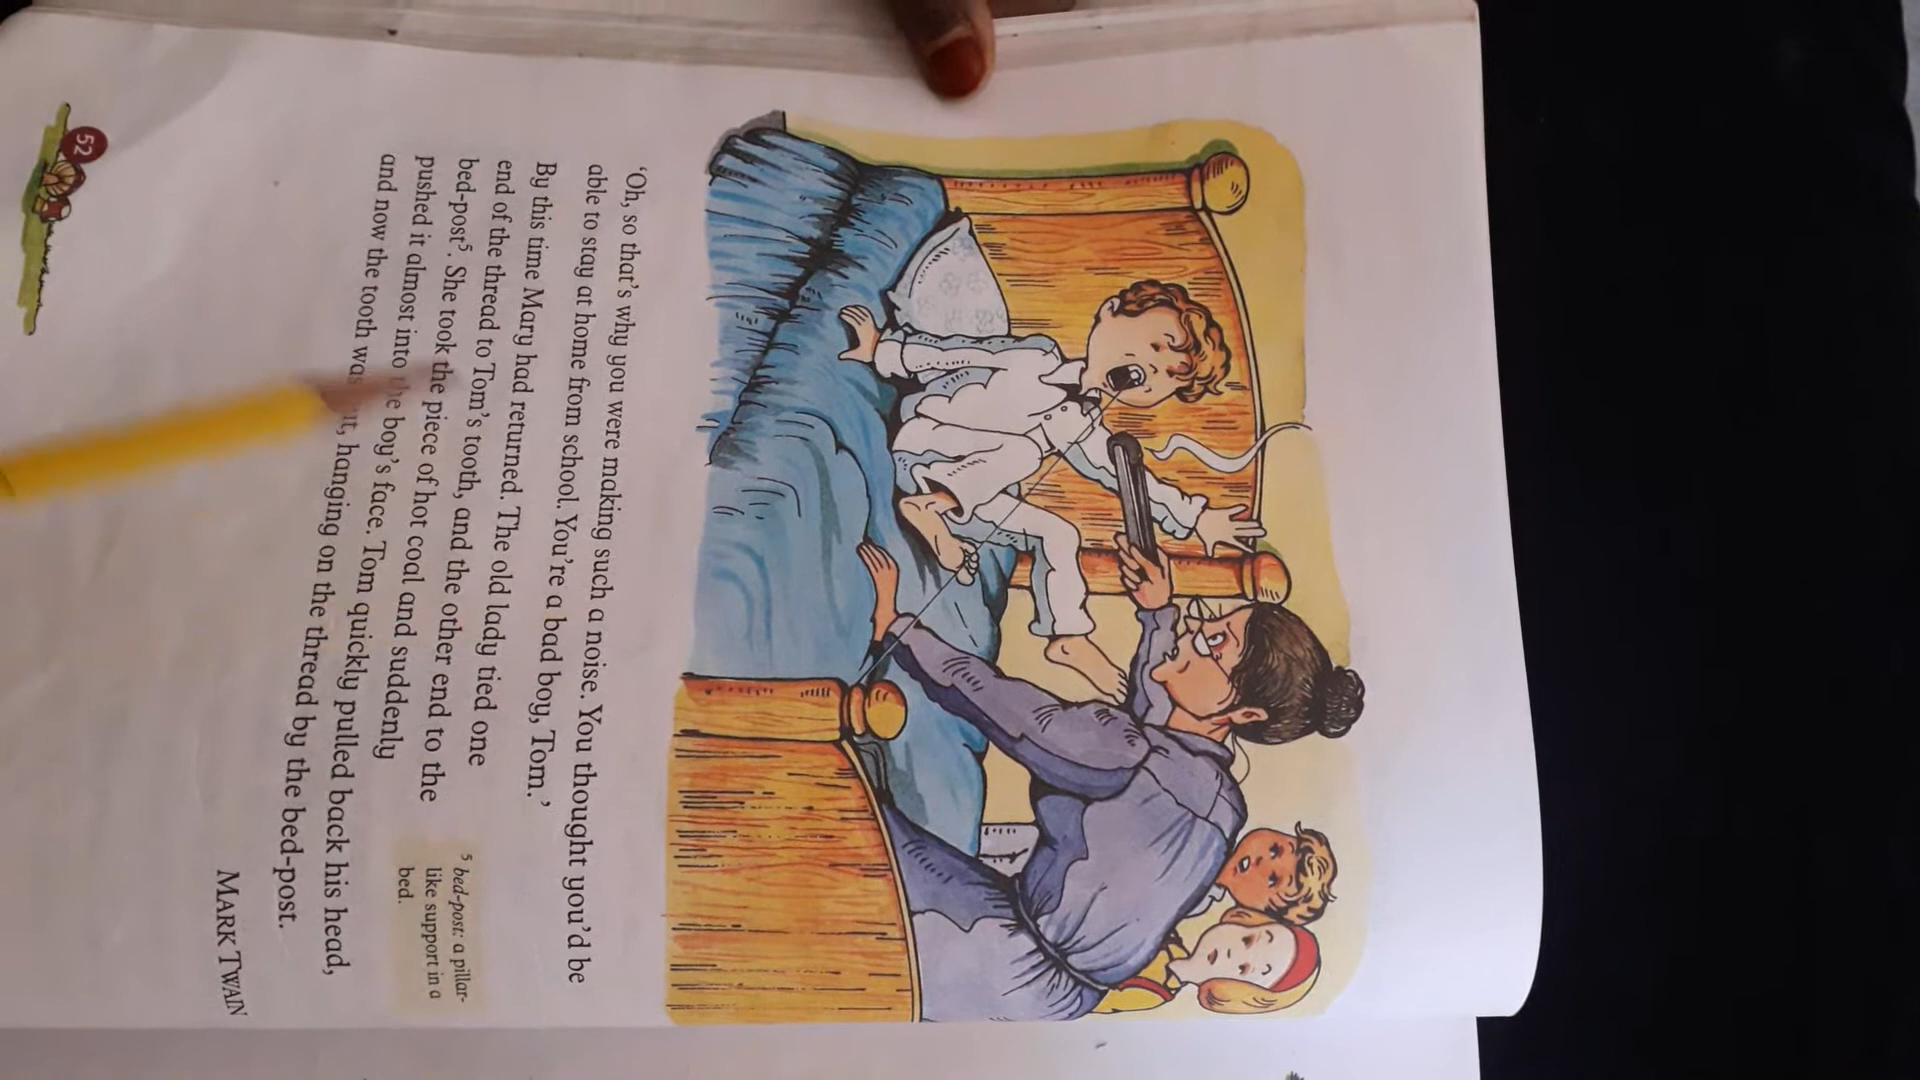 'Oh, so that's why you were making such a noise. You thought you'd be
able to stay at home from school. You're a bad boy, Tom.'
By this time Mary had returned. The old lady tied one
end of the thread to Tom's tooth, and the other end to the
bed-post⁵. She took the piece of hot coal and suddenly
pushed it almost into the boy's face. Tom quickly pulled back his head,
and now the tooth was hanging on the thread by the bed-post.
MARK TWAIN
⁵ bed-post: a pillar-
like support in a
bed.
52